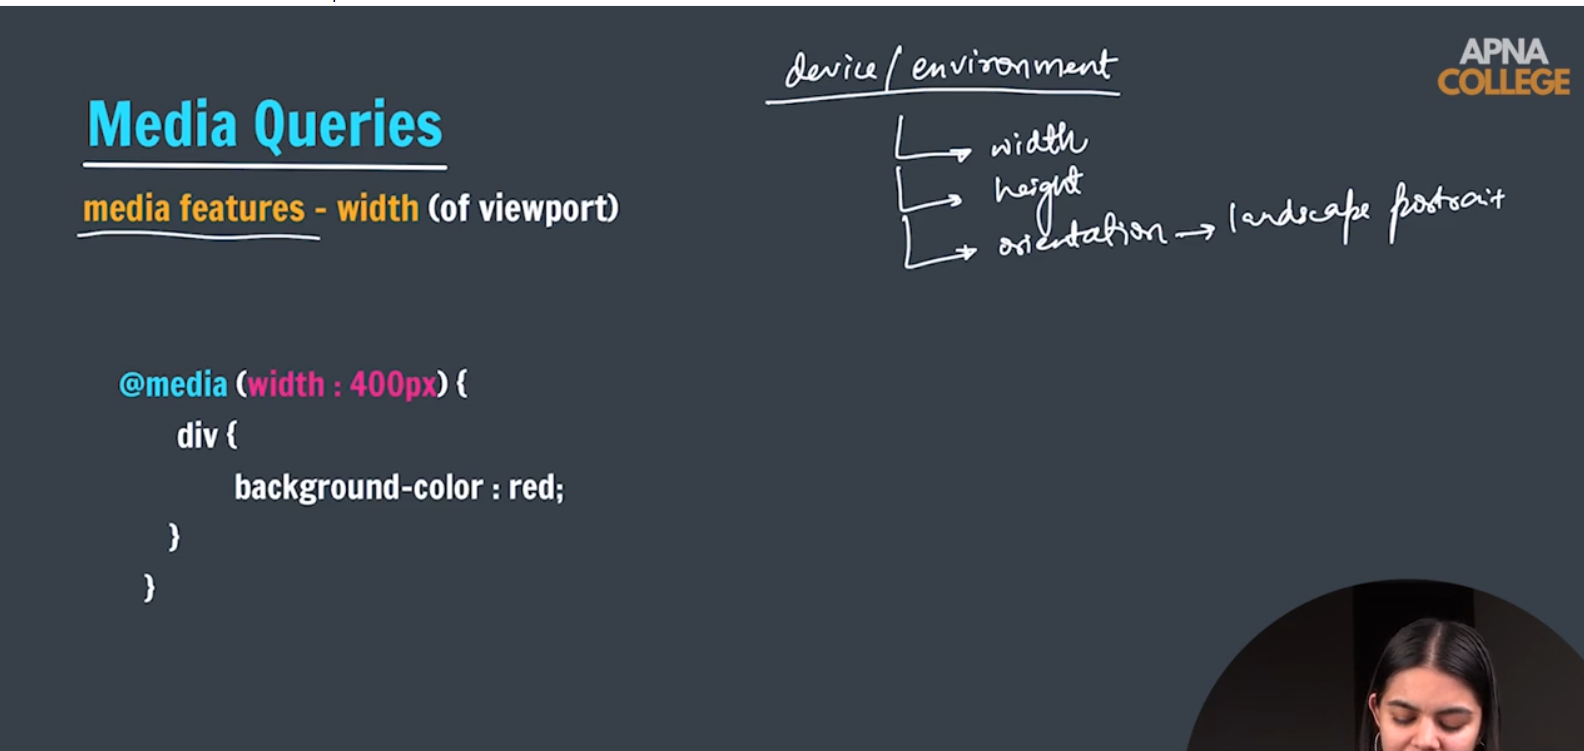 Media Queries
media features - width (of viewport)
@media (width : 400px) {
div {
background-color : red;
}
}
device / environment
width
height
orientation → landscape portrait
APNA
COLLEGE